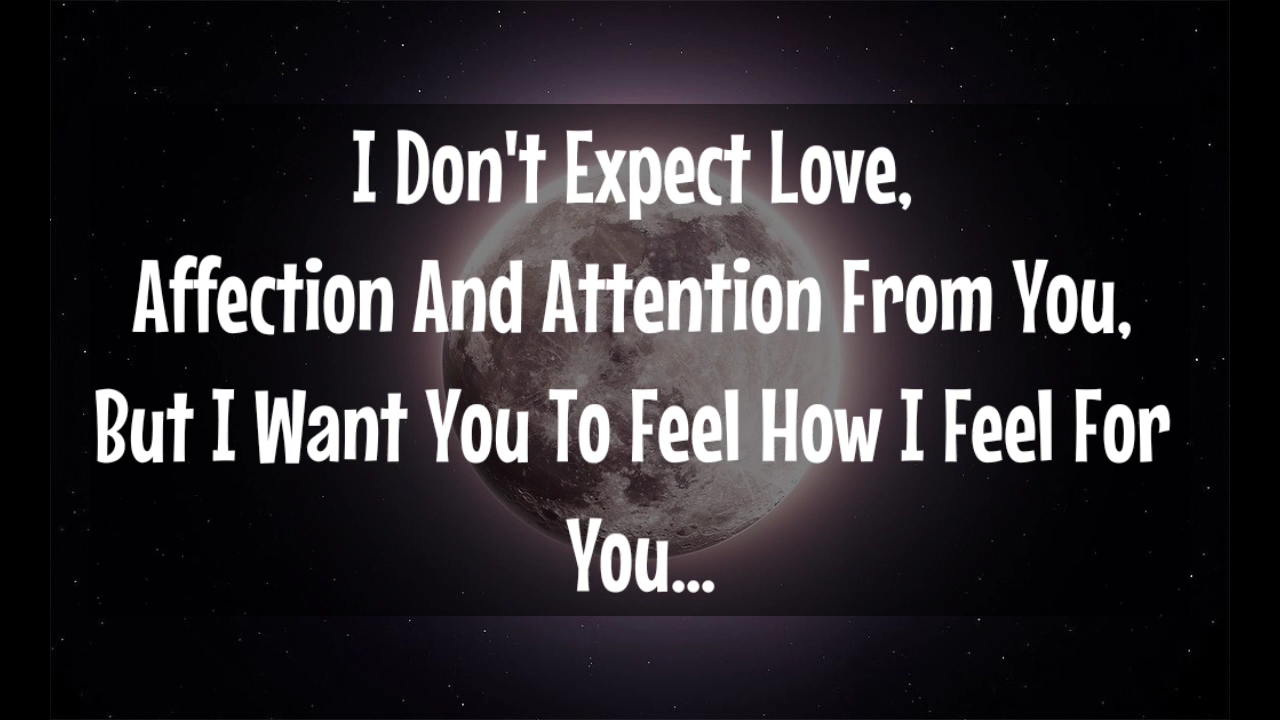 I Don't Expect Love,
Affection And Attention From You,
But I Want You To Feel How I Feel For
You...